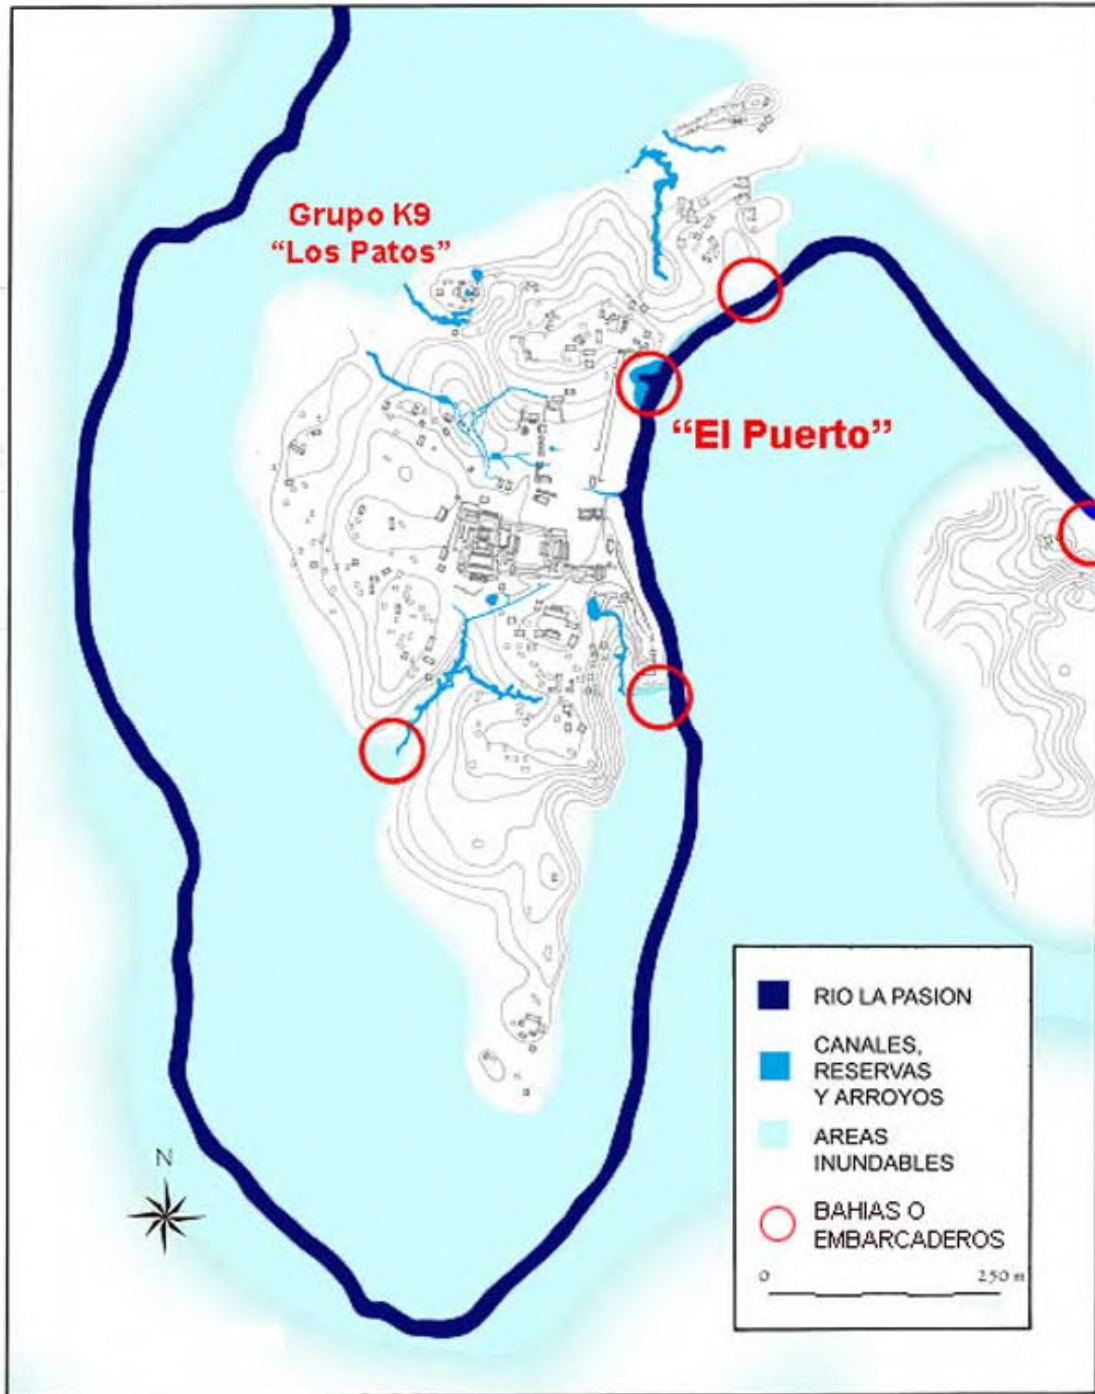 Grupo K9
“Los Patos”
“El Puerto”
N
RIO LA PASION
CANALES,
RESERVAS
Y ARROYOS
AREAS
INUNDABLES
BAHIAS O
EMBARCADEROS
0 250 m